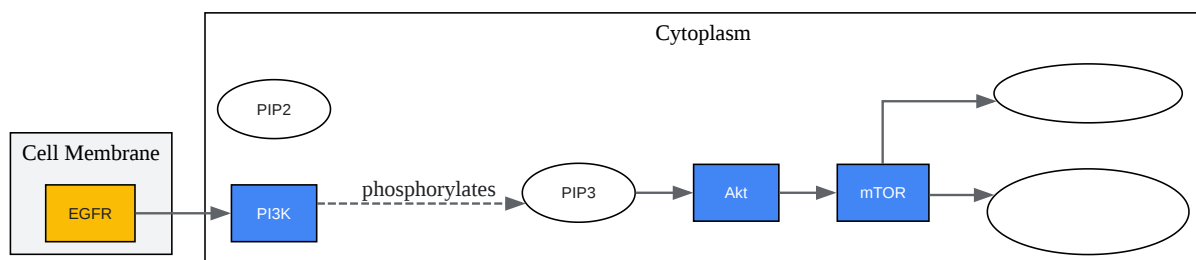 Cytoplasm
PIP2
Cell Membrane
EGFR
PI3K
phosphorylates
PIP3
Akt
mTOR